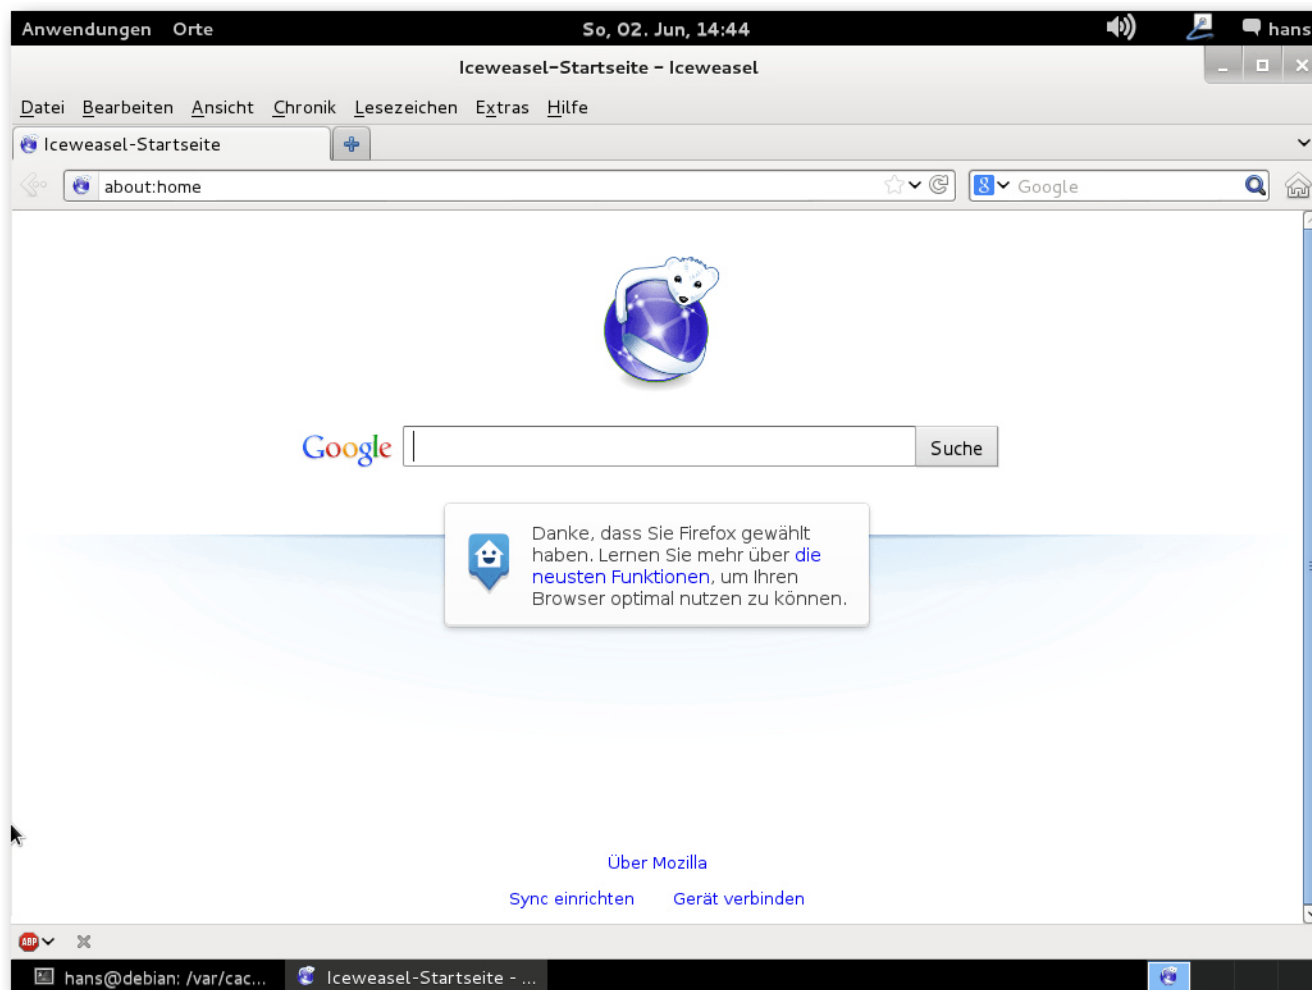 Anwendungen Orte So, 02. Jun, 14:44 hans
Iceweasel-Startseite - Iceweasel
Datei Bearbeiten Ansicht Chronik Lesezeichen Extras Hilfe
Iceweasel-Startseite
about:home 8 Google
Google Suche
Danke, dass Sie Firefox gewählt
haben. Lernen Sie mehr über die
neusten Funktionen, um Ihren
Browser optimal nutzen zu können.
Über Mozilla
Sync einrichten Gerät verbinden
ABP
hans@debian: /var/cac... Iceweasel-Startseite - ...